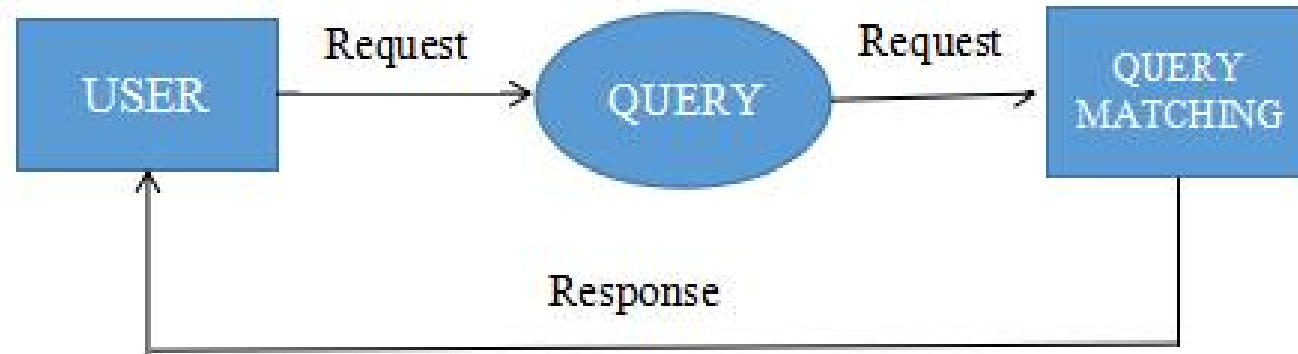 USER
Request
QUERY
Request
QUERY
MATCHING
Response